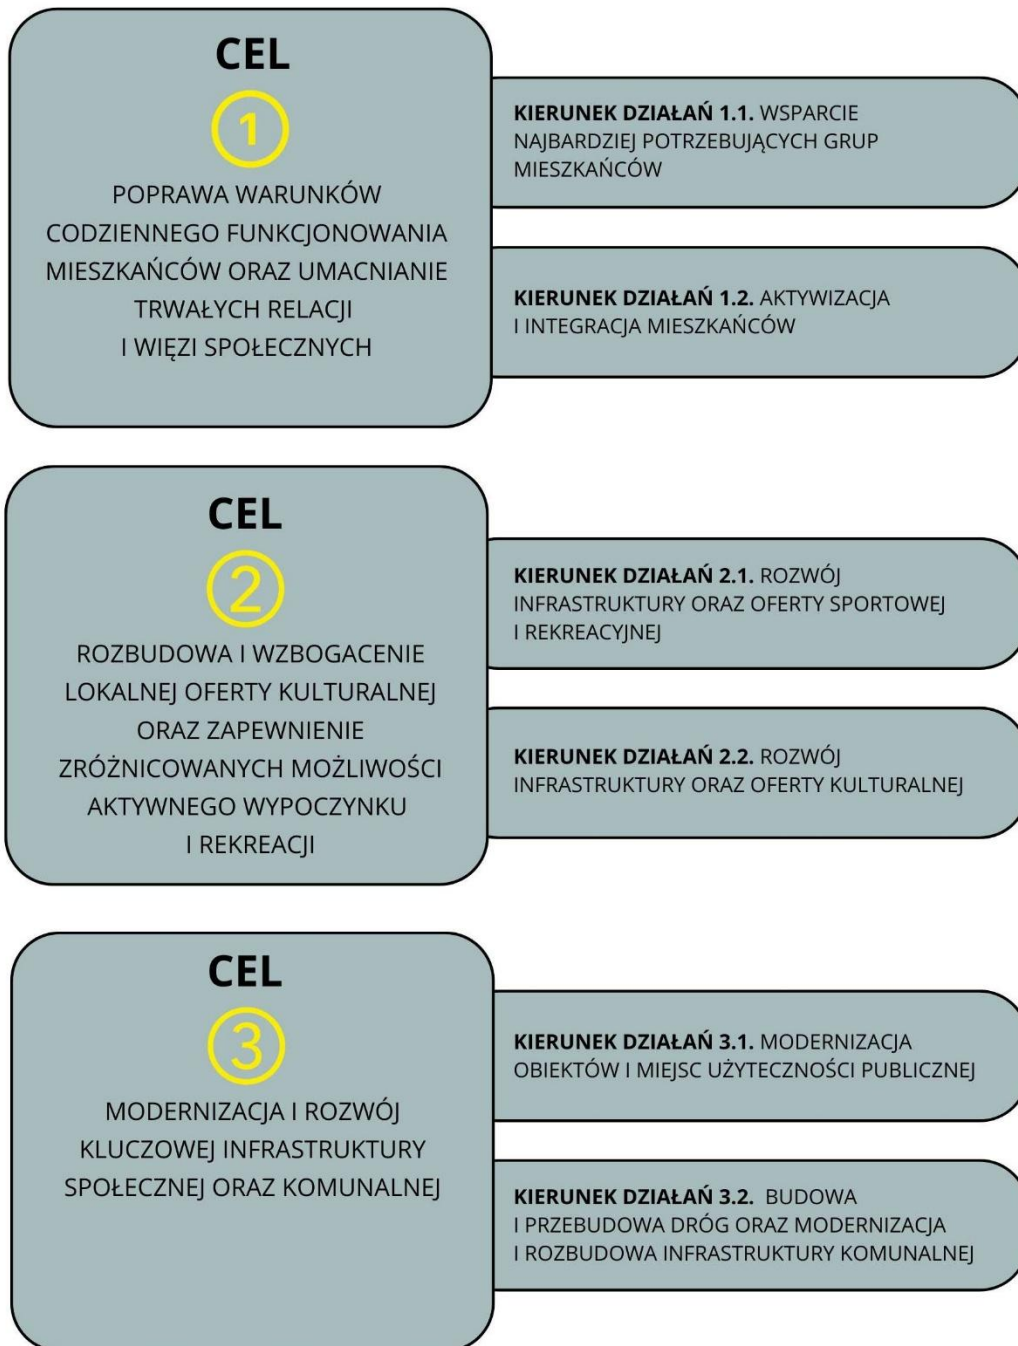 CEL
1
POPRAWA WARUNKÓW
CODZIENNEGO FUNKCJONOWANIA
MIESZKAŃCÓW ORAZ UMACNIANIE
TRWAŁYCH RELACJI
I WIĘZI SPOŁECZNYCH
KIERUNEK DZIAŁAŃ 1.1. WSPARCIE
NAJBARDZIEJ POTRZEBUJĄCYCH GRUP
MIESZKAŃCÓW
KIERUNEK DZIAŁAŃ 1.2. AKTYWIZACJA
I INTEGRACJA MIESZKAŃCÓW
CEL
2
ROZBUDOWA I WZBOGACENIE
LOKALNEJ OFERTY KULTURALNEJ
ORAZ ZAPEWNIENIE
ZRÓŻNICOWANYCH MOŻLIWOŚCI
AKTYWNEGO WYPOCZYNKU
I REKREACJI
KIERUNEK DZIAŁAŃ 2.1. ROZWÓJ
INFRASTRUKTURY ORAZ OFERTY SPORTOWEJ
I REKREACYJNEJ
KIERUNEK DZIAŁAŃ 2.2. ROZWÓJ
INFRASTRUKTURY ORAZ OFERTY KULTURALNEJ
CEL
3
MODERNIZACJA I ROZWÓJ
KLUCZOWEJ INFRASTRUKTURY
SPOŁECZNEJ ORAZ KOMUNALNEJ
KIERUNEK DZIAŁAŃ 3.1. MODERNIZACJA
OBIEKTÓW I MIEJSC UŻYTECZNOŚCI PUBLICZNEJ
KIERUNEK DZIAŁAŃ 3.2. BUDOWA
I PRZEBUDOWA DRÓG ORAZ MODERNIZACJA
I ROZBUDOWA INFRASTRUKTURY KOMUNALNEJ